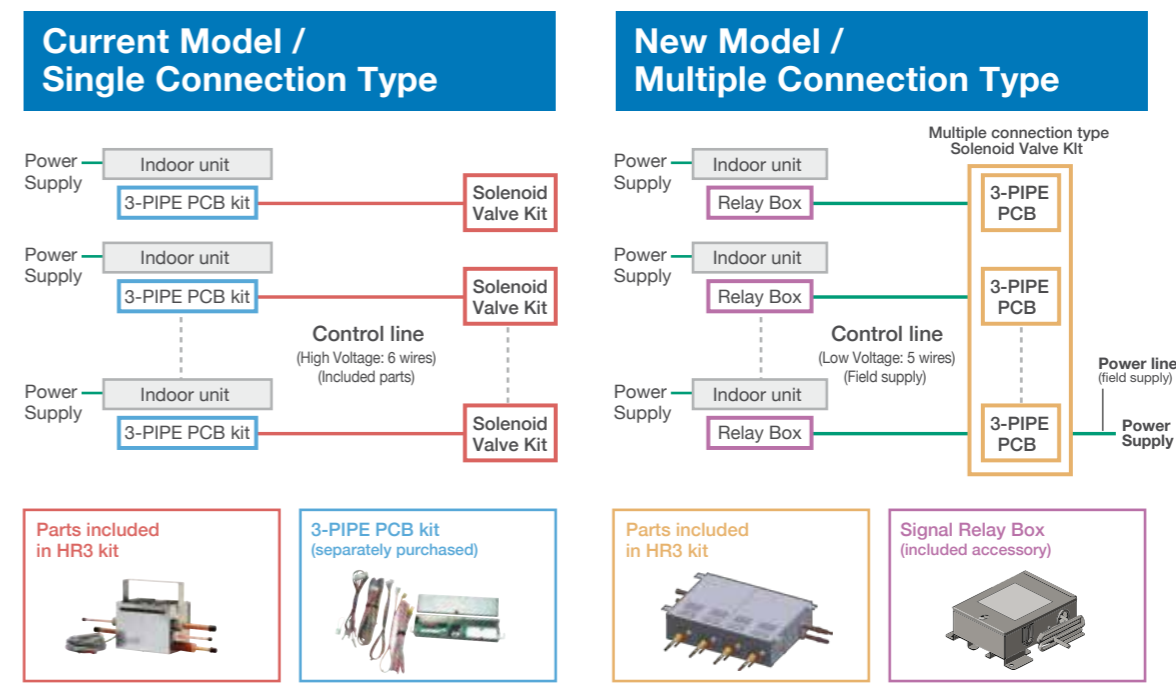 Current Model /
Single Connection Type
Power
Supply
Indoor unit
3-PIPE PCB kit
Solenoid
Valve Kit
Power
Supply
Indoor unit
3-PIPE PCB kit
Solenoid
Valve Kit
Control line
(High Voltage: 6 wires)
(Included parts)
Power
Supply
Indoor unit
3-PIPE PCB kit
Solenoid
Valve Kit
Parts included
in HR3 kit
3-PIPE PCB kit
(separately purchased)
New Model /
Multiple Connection Type
Multiple connection type
Solenoid Valve KIt
Power
Supply
Indoor unit
Relay Box
3-PIPE
PCB
Power
Supply
Indoor unit
Relay Box
3-PIPE
PCB
Control line
(Low Voltage: 5 wires)
(Field supply)
Power line
(field supply)
Power
Supply
Indoor unit
Relay Box
3-PIPE
PCB
Power
Supply
Parts included
in HR3 kit
Signal Relay Box
(included accessory)